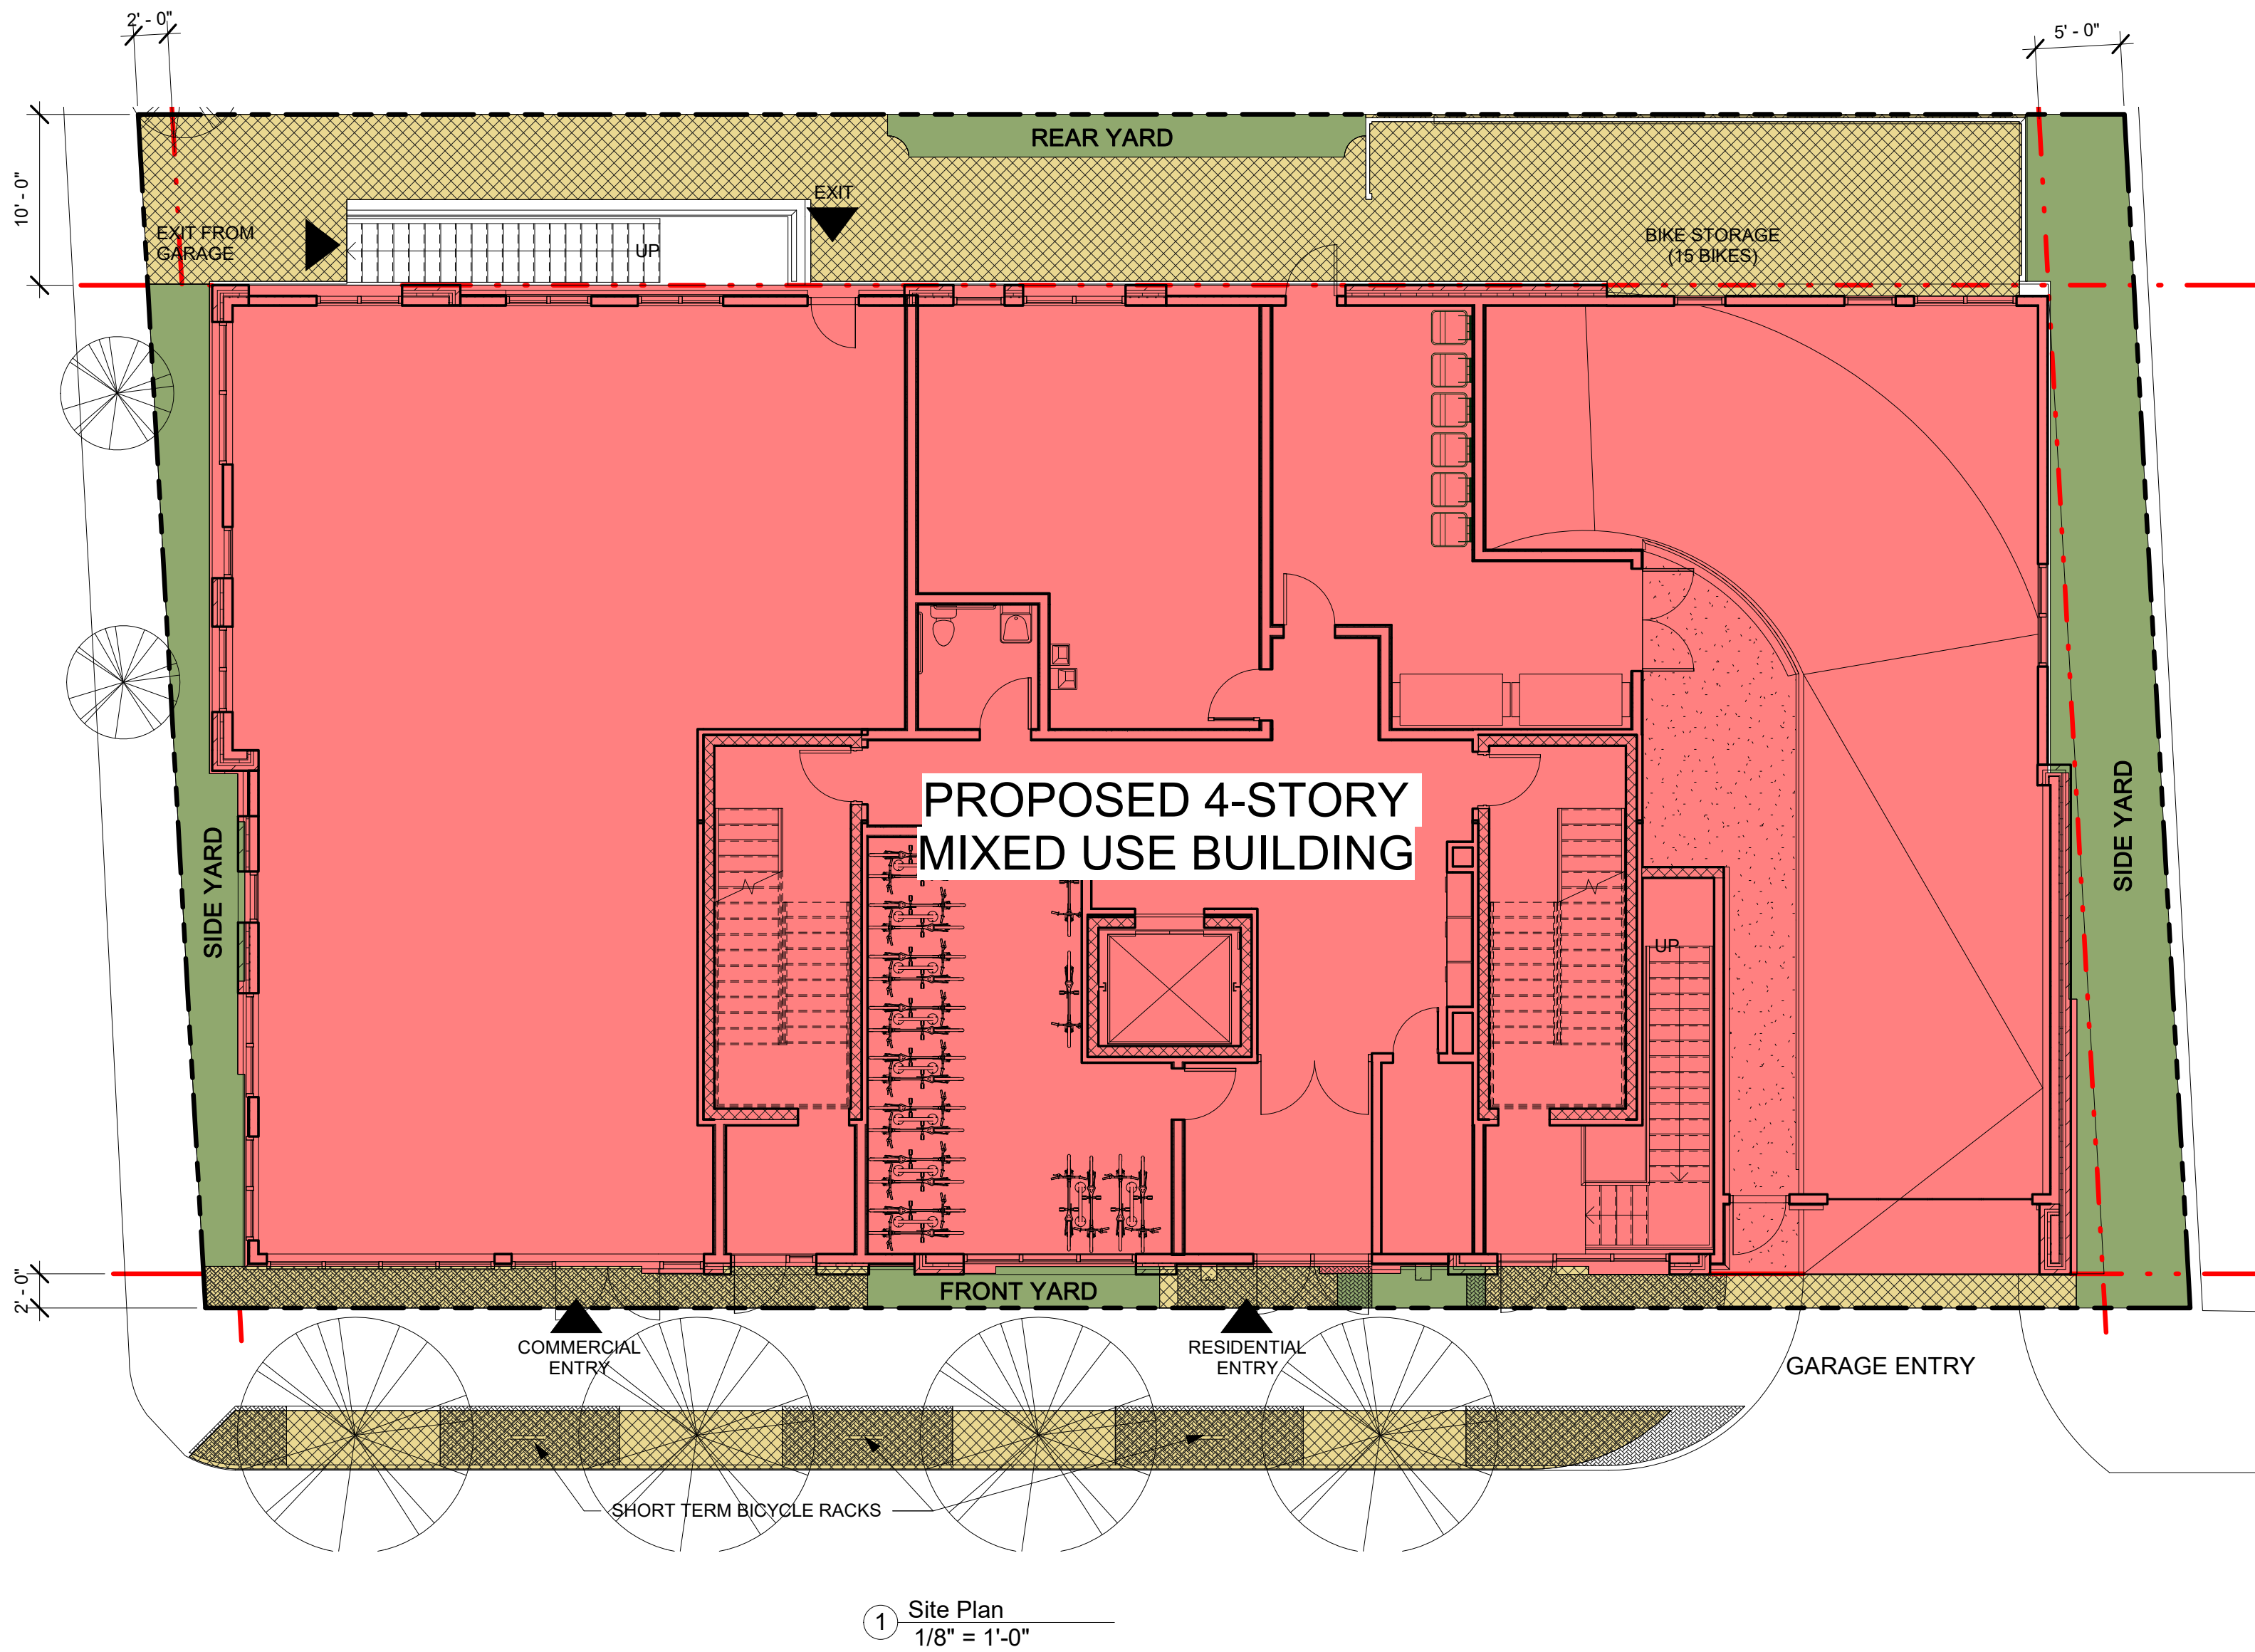 2' - 0"
5' - 0"
10' - 0"
REAR YARD
EXIT
EXIT FROM
GARAGE
UP
BIKE STORAGE
(15 BIKES)
PROPOSED 4-STORY
MIXED USE BUILDING
SIDE YARD
SIDE YARD
UP
2' - 0"
FRONT YARD
COMMERCIAL
ENTRY
RESIDENTIAL
ENTRY
GARAGE ENTRY
SHORT TERM BICYCLE RACKS
1
Site Plan
1/8" = 1'-0"